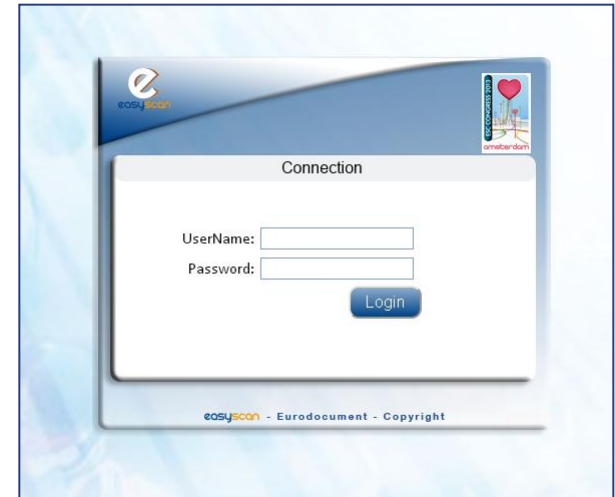 easyscan
ESC CONGRESS 2013
amsterdam
Connection
UserName:
Password:
Login
easyscan - Eurodocument - Copyright